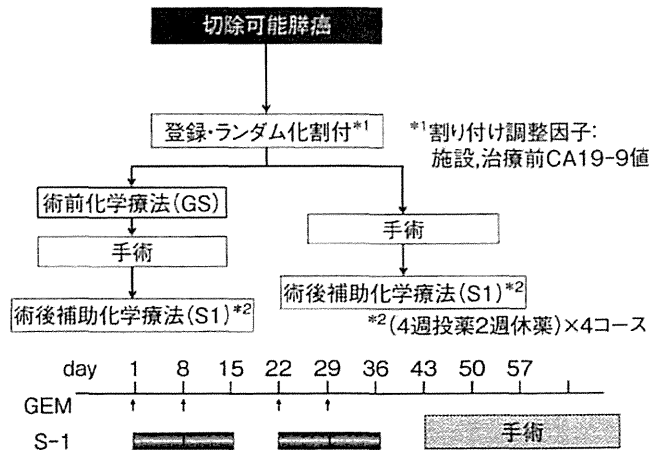 切除可能膵癌
登録・ランダム化割付*1
*1割り付け調整因子:
施設,治療前CA19-9値
術前化学療法(GS)
手術
術後補助化学療法(S1)*2
手術
術後補助化学療法(S1)*2
*2(4週投薬2週休薬)×4コース
day 1 8 15 22 29 36 43 50 57
GEM ↑ ↑ ↑ ↑
S-1 手術